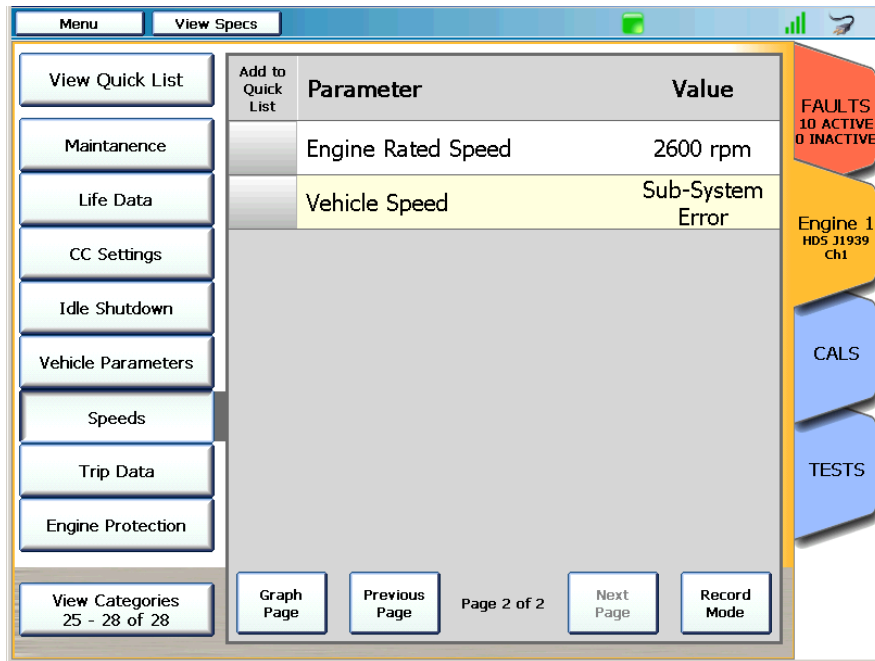 Menu
View Specs
View Quick List
Maintanence
Life Data
CC Settings
Idle Shutdown
Vehicle Parameters
Speeds
Trip Data
Engine Protection
View Categories
25 - 28 of 28
Add to
Quick
List
Parameter
Value
Engine Rated Speed
2600 rpm
Vehicle Speed
Sub-System
Error
Graph
Page
Previous
Page
Page 2 of 2
Next
Page
Record
Mode
FAULTS
10 ACTIVE
0 INACTIVE
Engine 1
HDS J1939
Ch1
CALS
TESTS